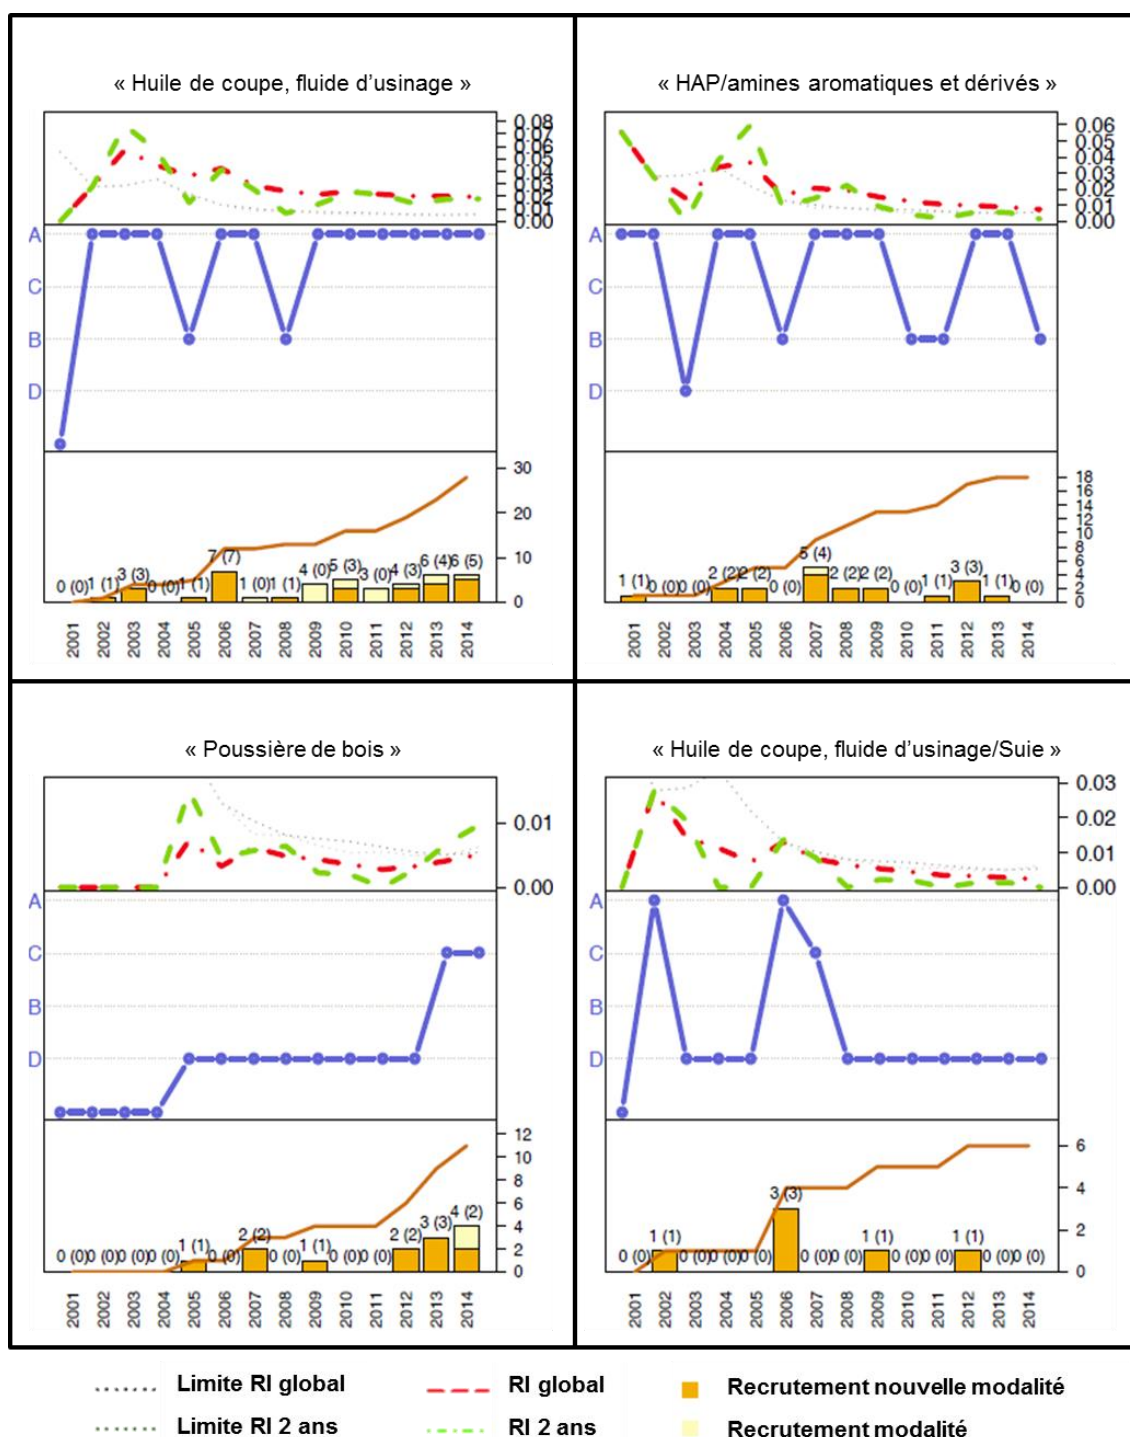 « Huile de coupe, fluide d'usinage »
0.08
0.07
0.06
0.05
0.04
0.03
0.02
0.01
0.00
A
C
B
D
30
20
10
0
0 (0) 1 (1) 3 (3) 0 (0) 1 (1) 7 (7) 1 (0) 1 (1) 4 (0) 5 (3) 3 (0) 4 (3) 6 (4) 6 (5)
2001 2002 2003 2004 2005 2006 2007 2008 2009 2010 2011 2012 2013 2014
« HAP/amines aromatiques et dérivés »
0.06
0.05
0.04
0.03
0.02
0.01
0.00
A
C
B
D
18
16
14
12
10
8
6
4
2
0
1 (1) 0 (0) 0 (0) 2 (2) 2 (2) 0 (0) 5 (4) 2 (2) 2 (2) 0 (0) 1 (1) 3 (3) 1 (1) 0 (0)
2001 2002 2003 2004 2005 2006 2007 2008 2009 2010 2011 2012 2013 2014
« Poussière de bois »
0.01
0.00
A
C
B
D
12
10
8
6
4
2
0
0 (0) 0 (0) 0 (0) 0 (0) 1 (1) 0 (0) 2 (2) 0 (0) 1 (1) 0 (0) 0 (0) 2 (2) 3 (3) 4 (2)
2001 2002 2003 2004 2005 2006 2007 2008 2009 2010 2011 2012 2013 2014
« Huile de coupe, fluide d'usinage/Suie »
0.03
0.02
0.01
0.00
A
C
B
D
6
4
2
0
0 (0) 1 (1) 0 (0) 0 (0) 0 (0) 3 (3) 0 (0) 0 (0) 1 (1) 0 (0) 0 (0) 1 (1) 0 (0) 0 (0)
2001 2002 2003 2004 2005 2006 2007 2008 2009 2010 2011 2012 2013 2014
Limite RI global RI global Recrutement nouvelle modalité
Limite RI 2 ans RI 2 ans Recrutement modalité